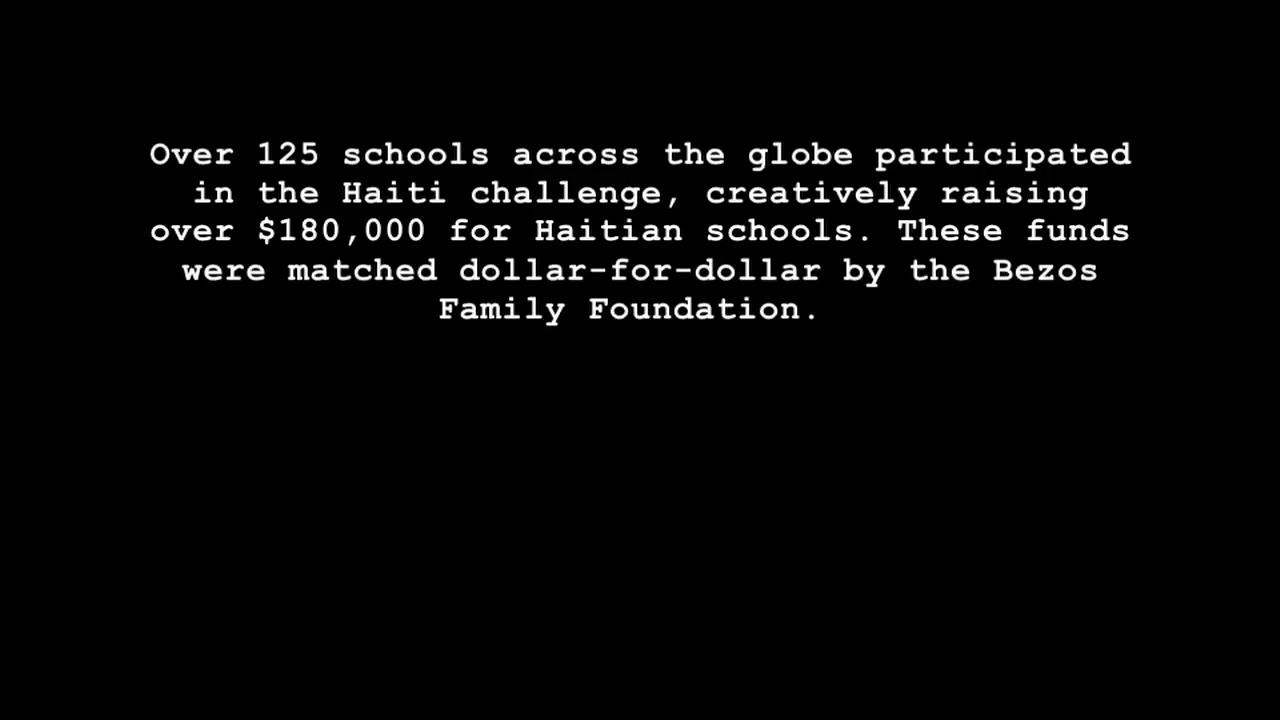 Over 125 schools across the globe participated
in the Haiti challenge, creatively raising
over $180,000 for Haitian schools. These funds
were matched dollar-for-dollar by the Bezos
Family Foundation.